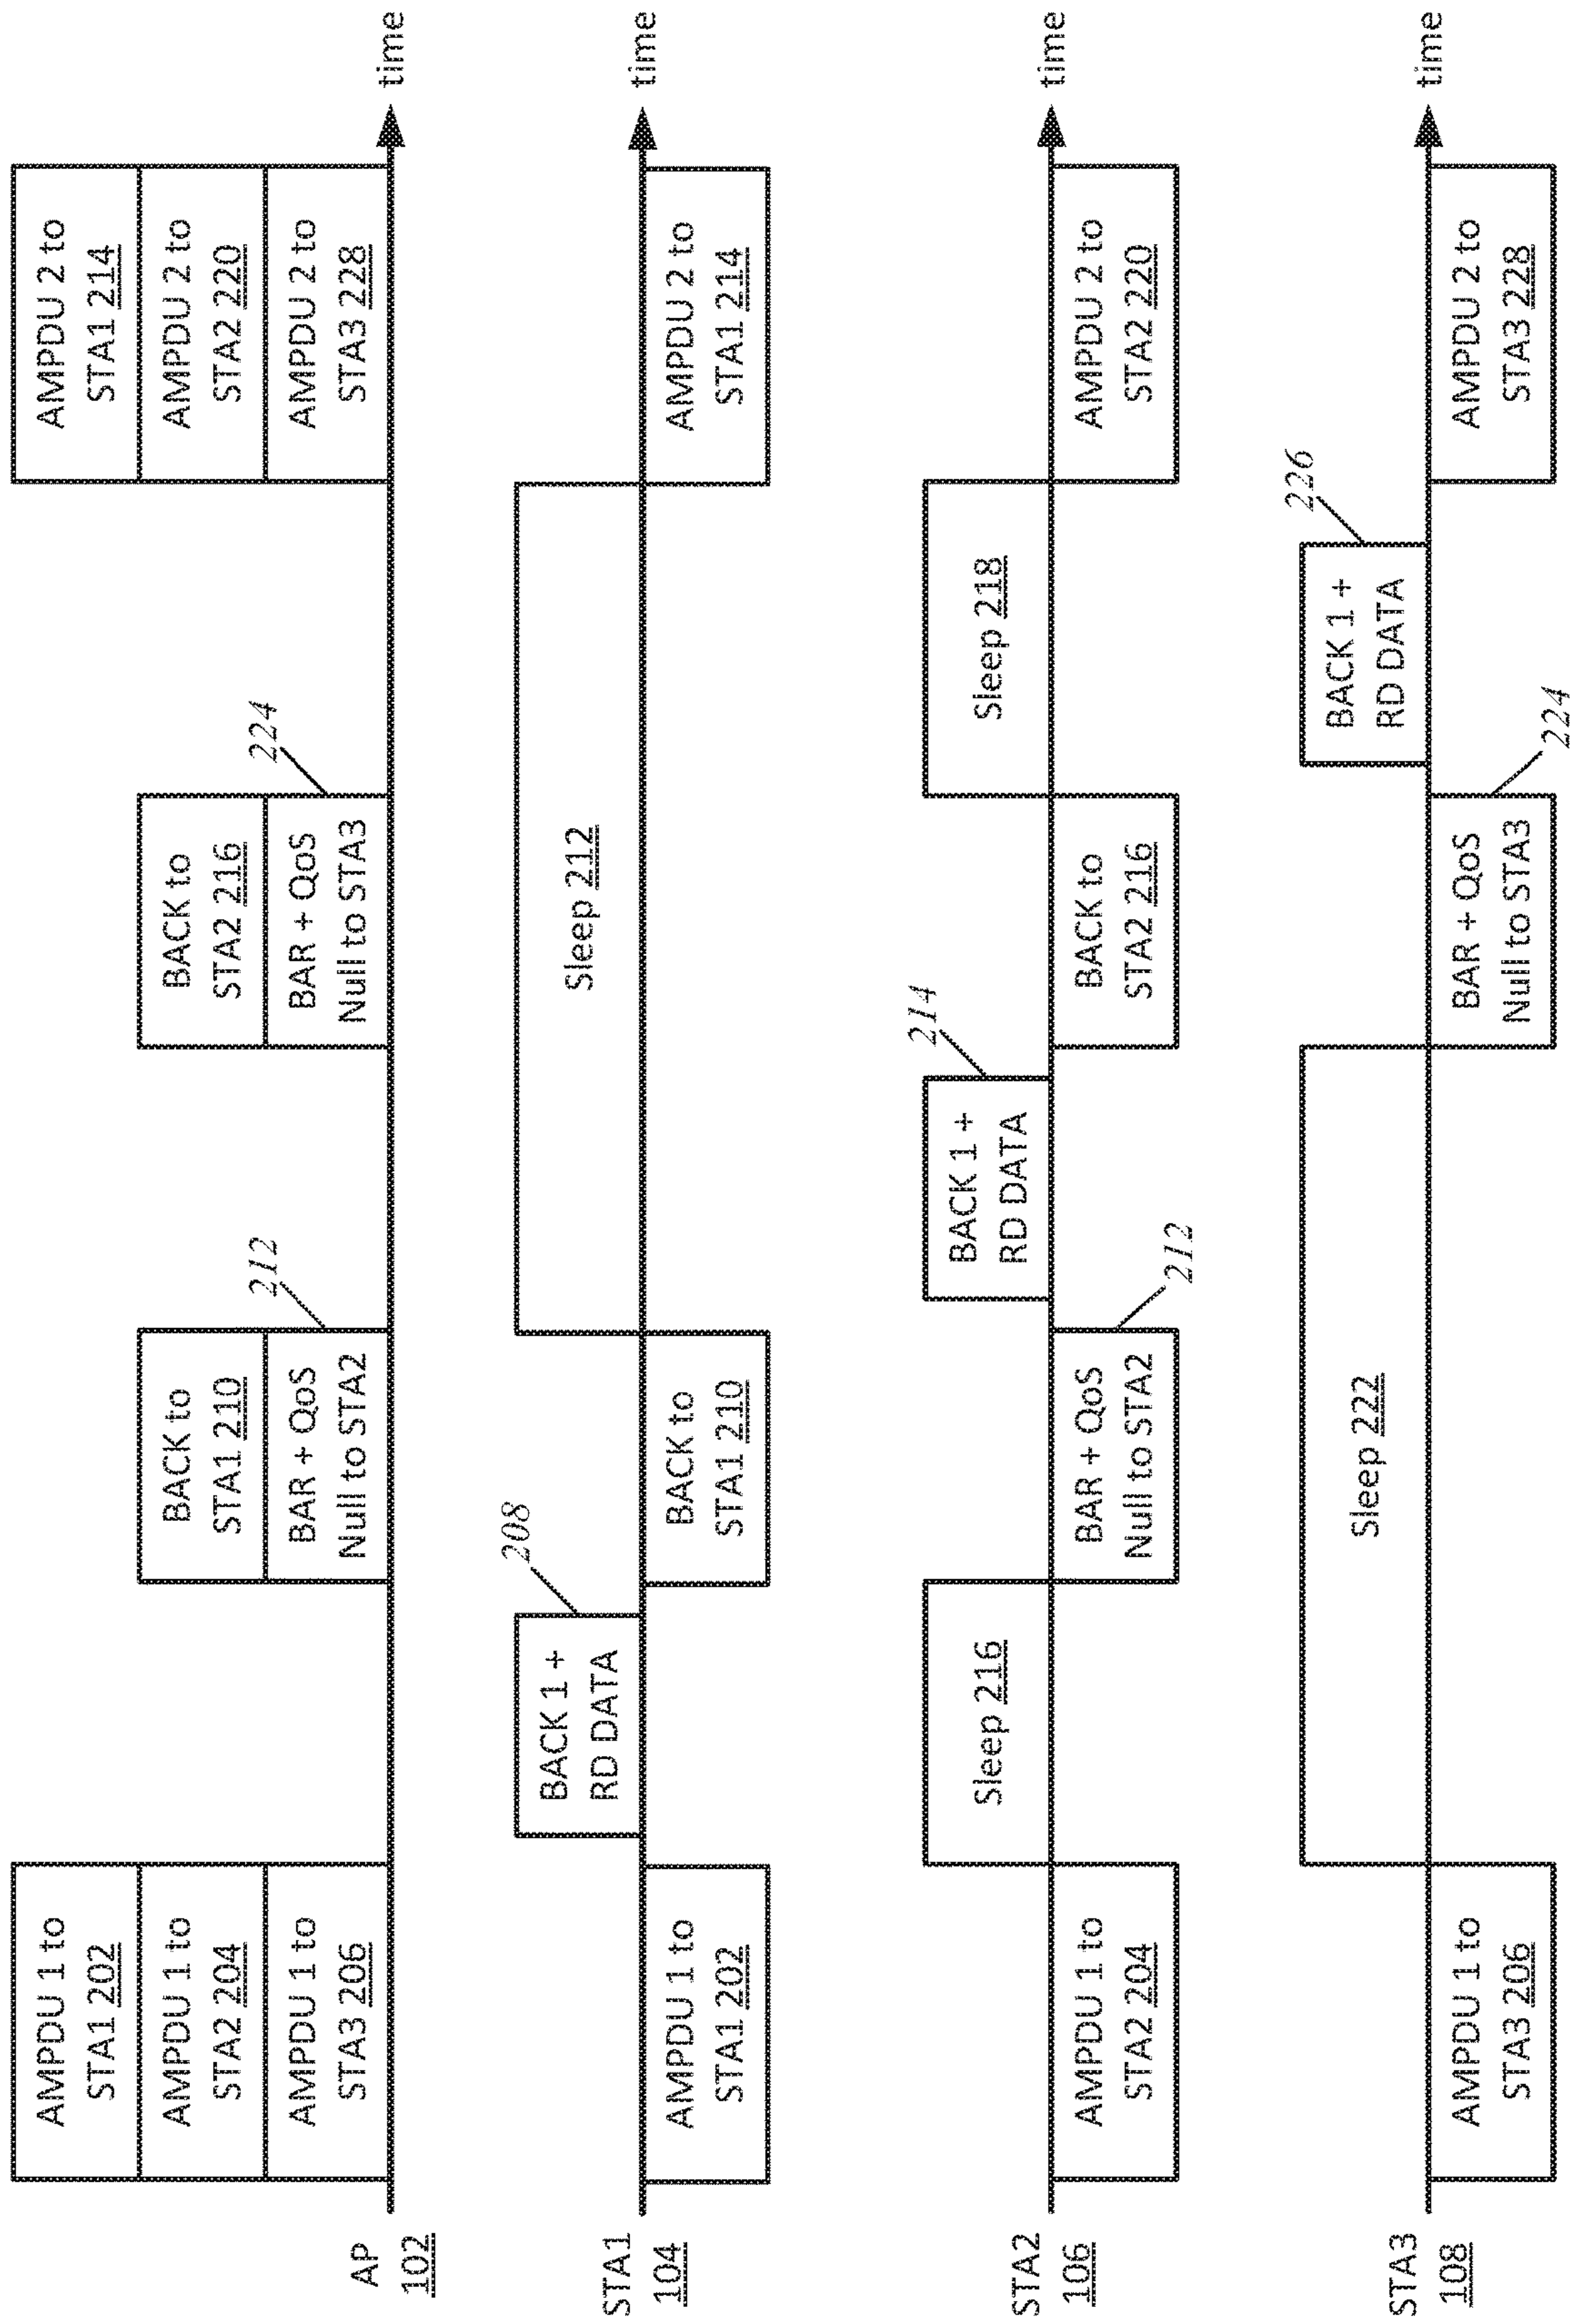 AP
102
AMPDU 1 to
STA1 202
AMPDU 1 to
STA2 204
AMPDU 1 to
STA3 206
BACK to
STA1 210
BAR + QoS
Null to STA2
212
BACK to
STA2 216
BAR + QoS
Null to STA3
224
AMPDU 2 to
STA1 214
AMPDU 2 to
STA2 220
AMPDU 2 to
STA3 228
time
STA1
104
AMPDU 1 to
STA1 202
BACK 1 +
RD DATA
208
BACK to
STA1 210
Sleep 212
AMPDU 2 to
STA1 214
time
STA2
106
AMPDU 1 to
STA2 204
Sleep 216
BAR + QoS
Null to STA2
212
BACK 1 +
RD DATA
214
BACK to
STA2 216
Sleep 218
AMPDU 2 to
STA2 220
time
STA3
108
AMPDU 1 to
STA3 206
Sleep 222
BAR + QoS
Null to STA3
224
BACK 1 +
RD DATA
226
AMPDU 2 to
STA3 228
time